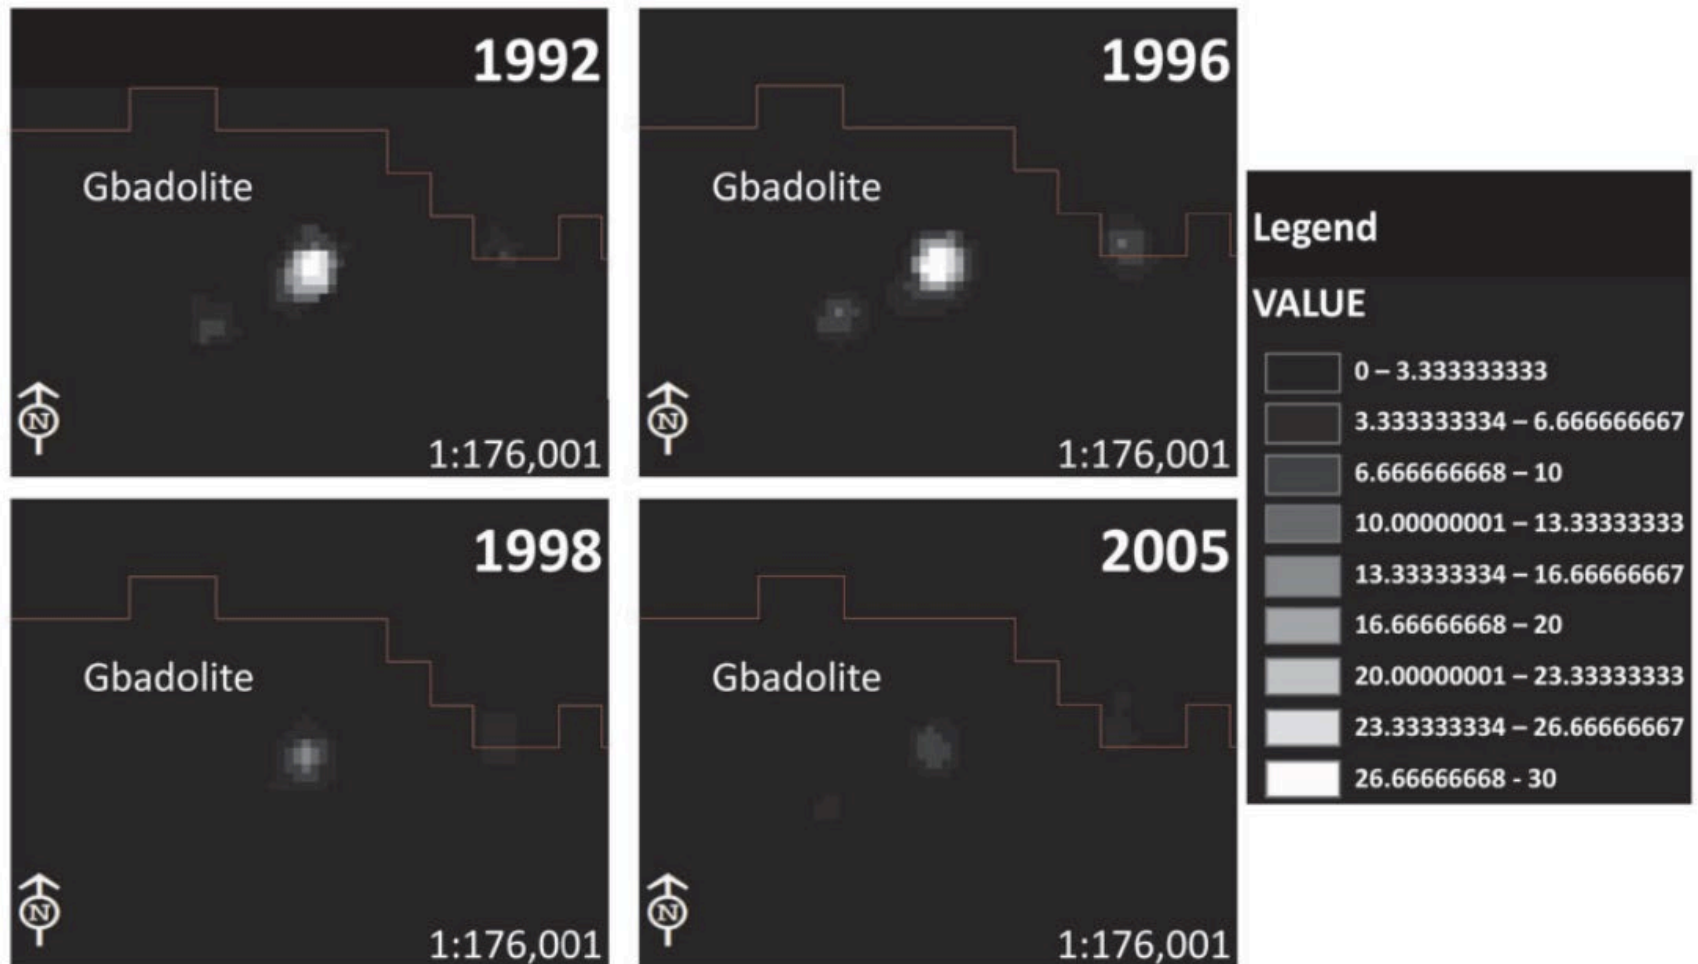 1992
Gbadolite
N
1:176,001
1996
Gbadolite
N
1:176,001
1998
Gbadolite
N
1:176,001
2005
Gbadolite
N
1:176,001
Legend
VALUE
0 – 3.333333333
3.333333334 – 6.666666667
6.666666668 – 10
10.00000001 – 13.33333333
13.33333334 – 16.66666667
16.66666668 – 20
20.00000001 – 23.33333333
23.33333334 – 26.66666667
26.66666668 - 30